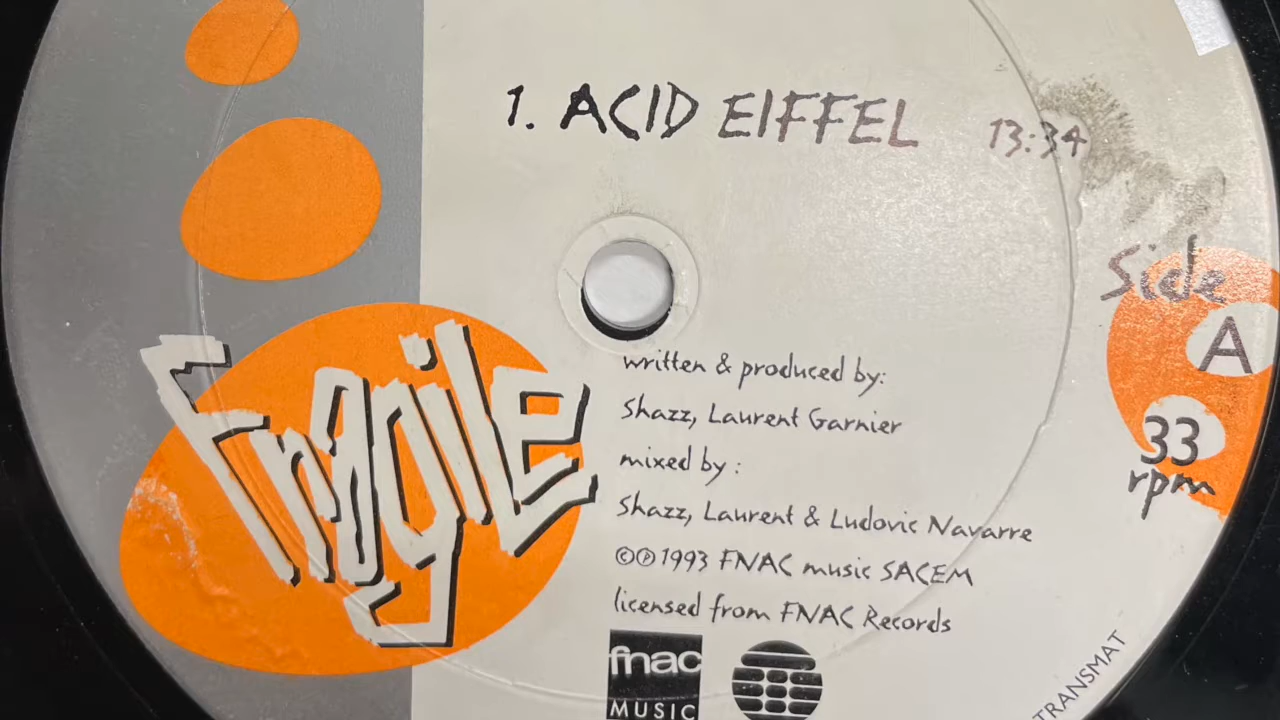 1. ACID EIFFEL 13:34
Side
A
33
rpm
Fragile
written & produced by:
Shazz, Laurent Garnier
mixed by :
Shazz, Laurent & Ludovic Navarre
©℗1993 FNAC music SACEM
licensed from FNAC Records
fnac
MUSIC
TRANSMAT